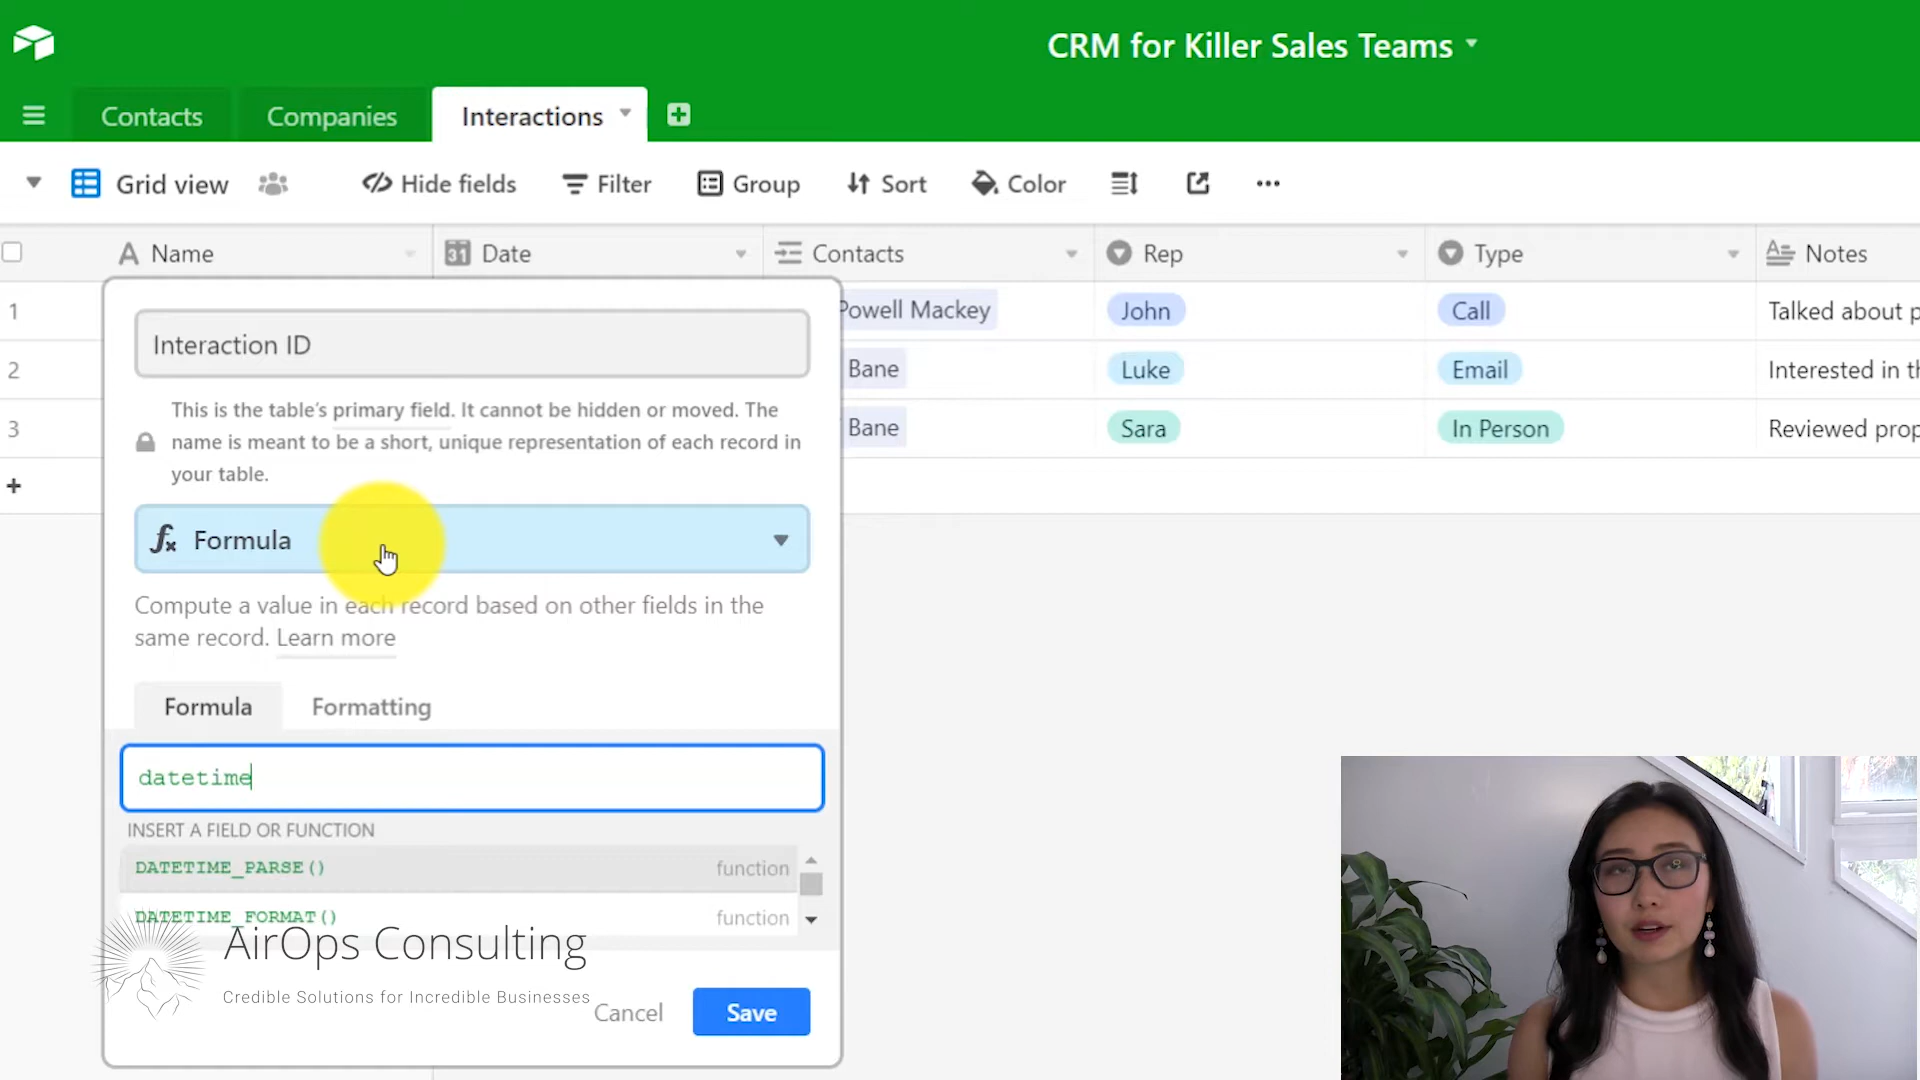 CRM for Killer Sales Teams
Contacts
Companies
Interactions
Grid view
Hide fields
Filter
Group
Sort
Color
Name
31
Date
Contacts
Rep
Type
Notes
1
Powell Mackey
John
Call
Talked about p
2
Bane
Luke
Email
Interested in th
3
Bane
Sara
In Person
Reviewed prop
Interaction ID
This is the table's primary field. It cannot be hidden or moved. The
name is meant to be a short, unique representation of each record in
your table.
fx Formula
Compute a value in each record based on other fields in the
same record. Learn more
Formula
Formatting
datetime
INSERT A FIELD OR FUNCTION
DATETIME_PARSE() function
DATETIME_FORMAT() function
AirOps Consulting
Credible Solutions for Incredible Businesses
Cancel
Save